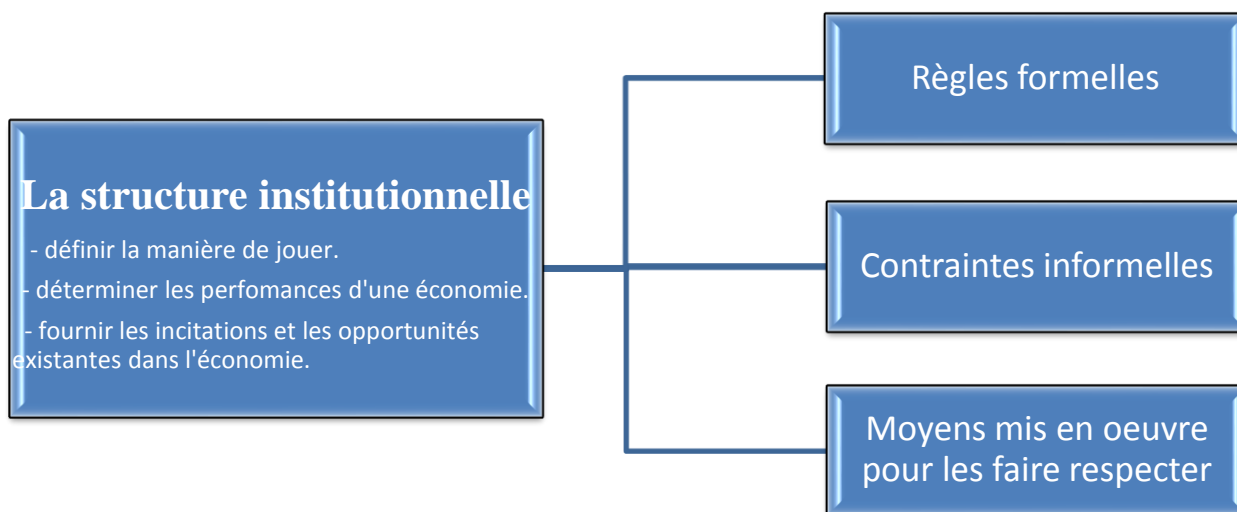 La structure institutionnelle
- définir la manière de jouer.
- déterminer les perfomances d'une économie.
- fournir les incitations et les opportunités
existantes dans l'économie.
Règles formelles
Contraintes informelles
Moyens mis en oeuvre
pour les faire respecter